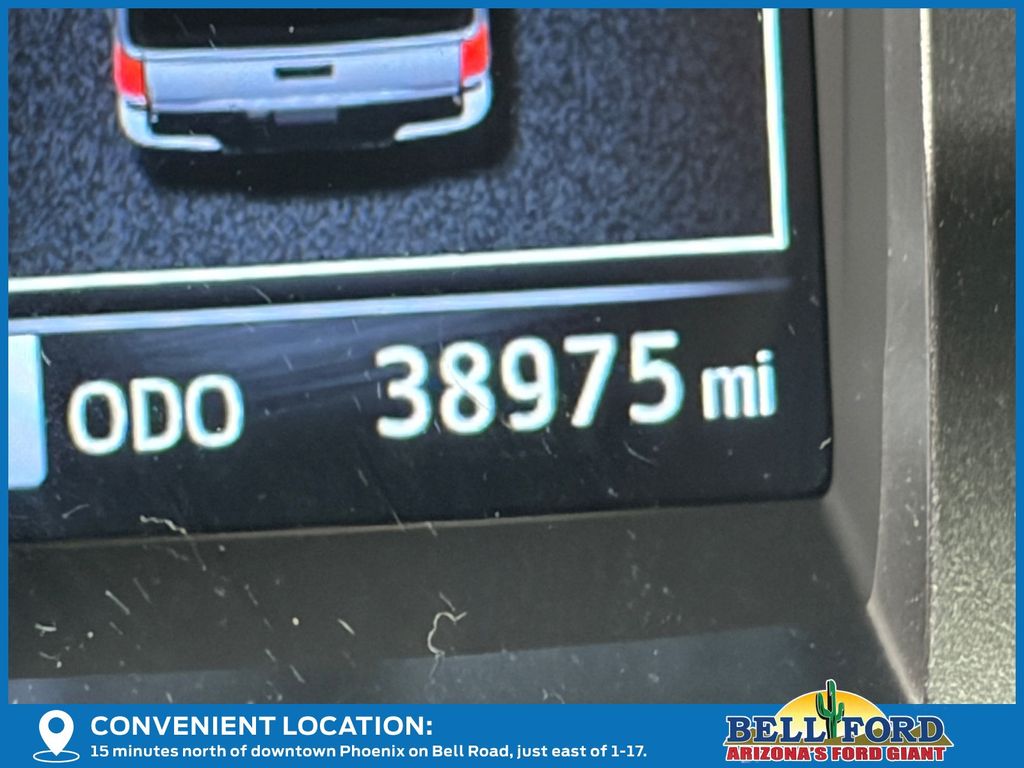 ODO 38975 mi
CONVENIENT LOCATION:
15 minutes north of downtown Phoenix on Bell Road, just east of 1-17.
BELL FORD
ARIZONA'S FORD GIANT